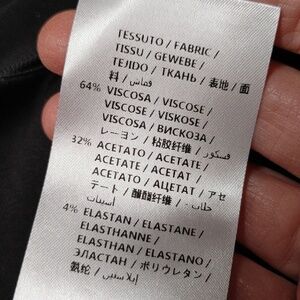 TESSUTO / FABRIC /
TISSU / GEWEBE /
TEJIDO / ТКАНЬ / 表地 / 面
料 / قماش
64% VISCOSA / VISCOSE /
VISCOSE / VISKOSE /
VISCOSA / ВИСКОЗА /
レーヨン / 粘胶纤维 / فسكوز
32% ACETATO / ACETATE /
ACETATE / ACETAT /
ACETATO / АЦЕТАТ / アセ
テート / 醋酯纤维 /
4% ELASTAN / ELASTANE /
ELASTHANNE /
ELASTHAN / ELASTANO /
ЭЛАСТАН / ポリウレタン /
氨纶 /